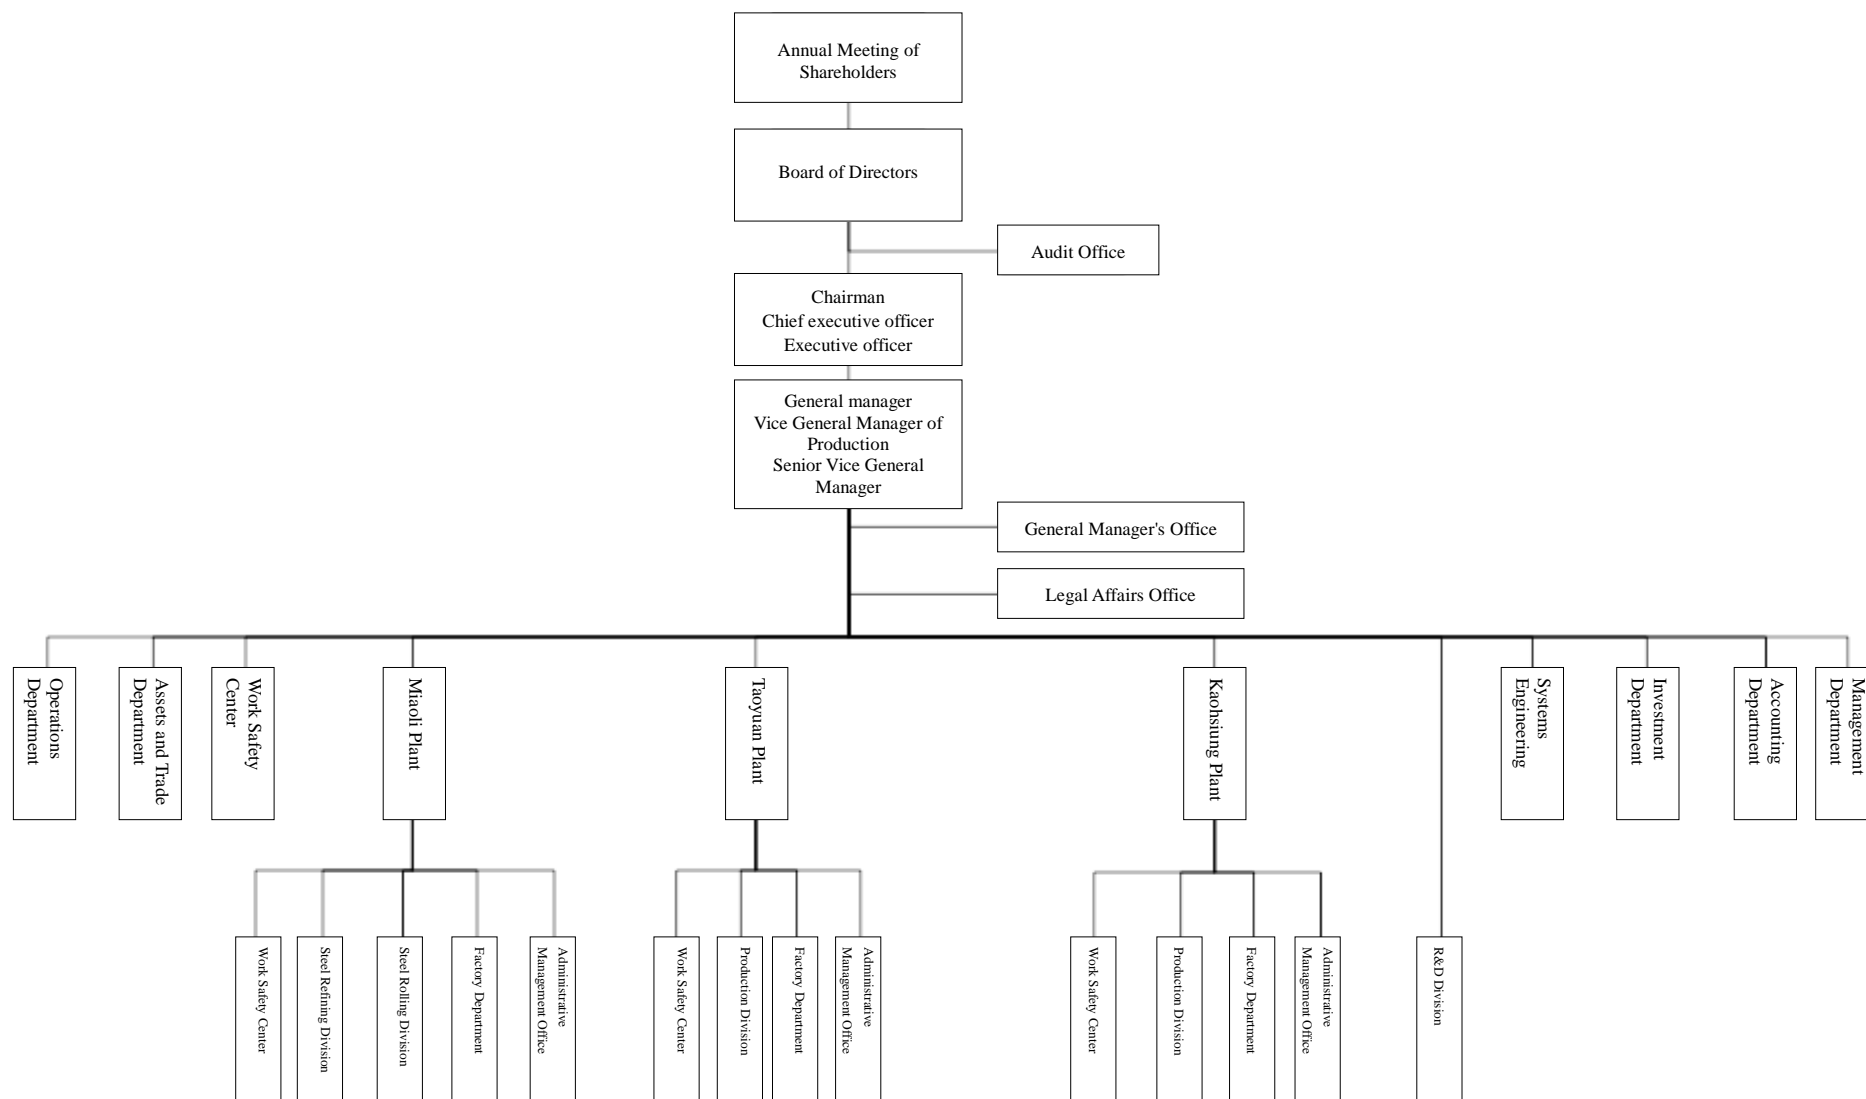 Annual Meeting of
Shareholders
Board of Directors
Audit Office
Chairman
Chief executive officer
Executive officer
General manager
Vice General Manager of
Production
Senior Vice General
Manager
General Manager's Office
Legal Affairs Office
Operations
Department
Assets and Trade
Department
Work Safety
Center
Miaoli Plant
Taoyuan Plant
Kaohsiung Plant
Systems
Engineering
Investment
Department
Accounting
Department
Management
Department
Work Safety Center
Steel Refining Division
Steel Rolling Division
Factory Department
Administrative
Management Office
Work Safety Center
Production Division
Factory Department
Administrative
Management Office
Work Safety Center
Production Division
Factory Department
Administrative
Management Office
R&D Division